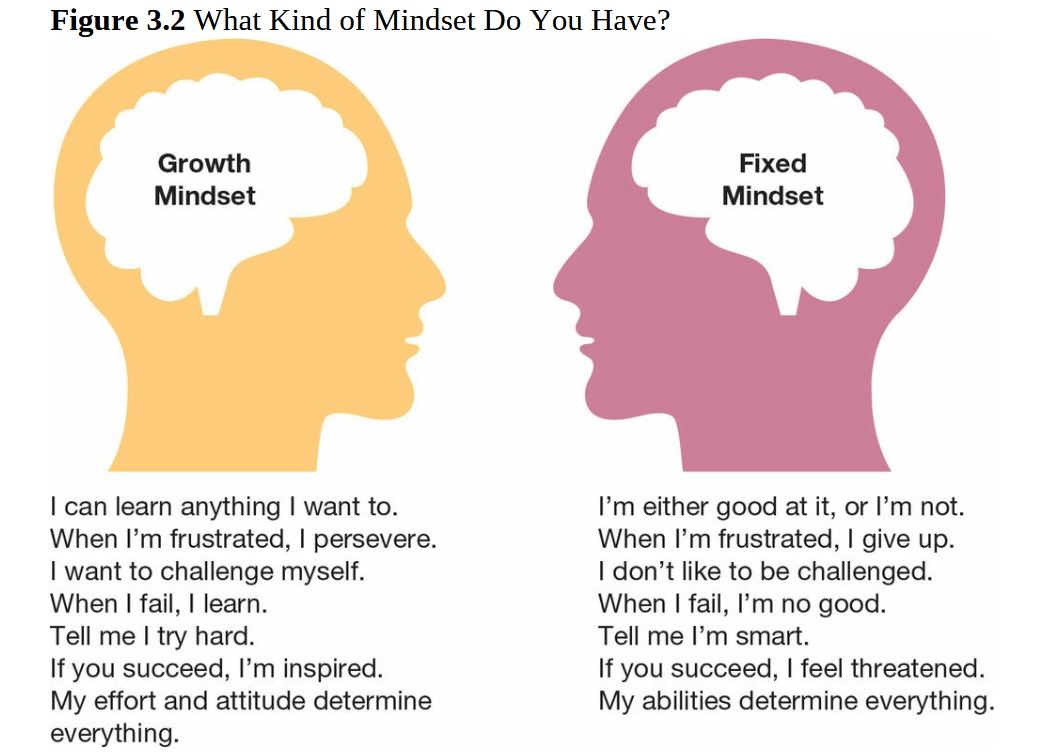 Figure 3.2 What Kind of Mindset Do You Have?
Growth
Mindset
Fixed
Mindset
I can learn anything I want to.
When I’m frustrated, I persevere.
I want to challenge myself.
When I fail, I learn.
Tell me I try hard.
If you succeed, I’m inspired.
My effort and attitude determine
everything.
I’m either good at it, or I’m not.
When I’m frustrated, I give up.
I don’t like to be challenged.
When I fail, I’m no good.
Tell me I’m smart.
If you succeed, I feel threatened.
My abilities determine everything.